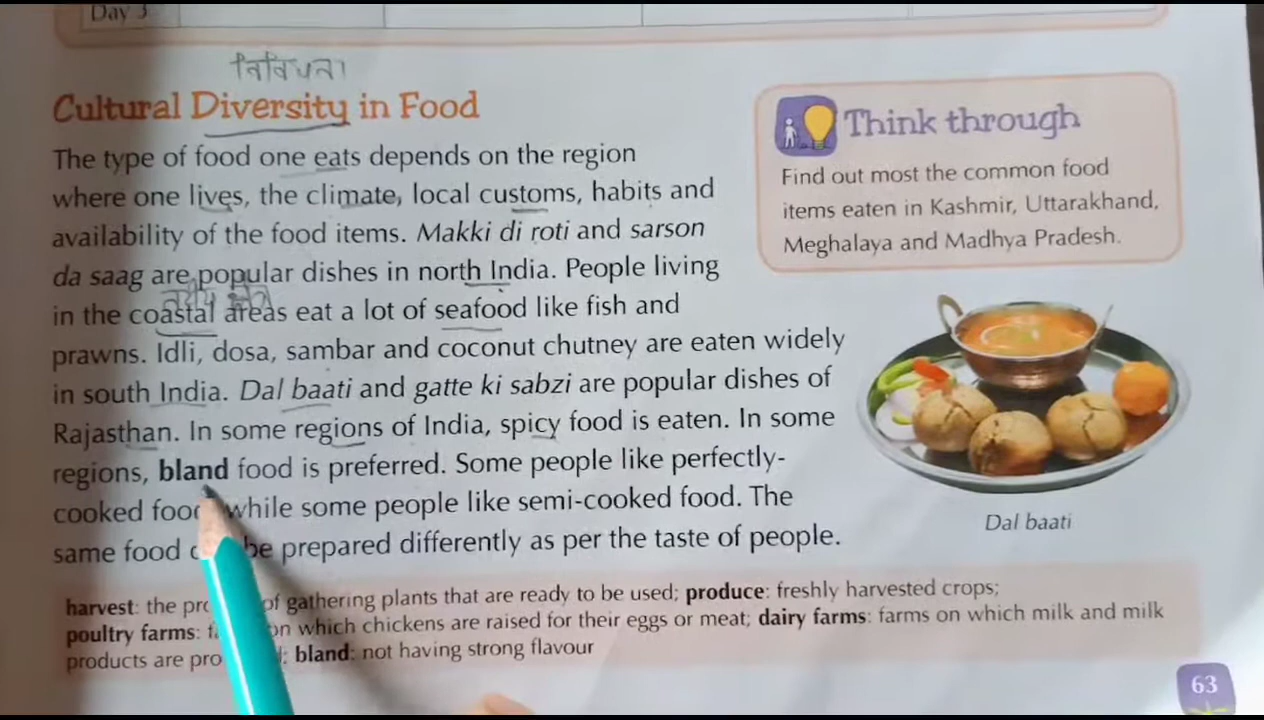 Day 3
विविधता
Cultural Diversity in Food
The type of food one eats depends on the region
where one lives, the climate, local customs, habits and
availability of the food items. Makki di roti and sarson
da saag are popular dishes in north India. People living
in the coastal areas eat a lot of seafood like fish and
prawns. Idli, dosa, sambar and coconut chutney are eaten widely
in south India. Dal baati and gatte ki sabzi are popular dishes of
Rajasthan. In some regions of India, spicy food is eaten. In some
regions, bland food is preferred. Some people like perfectly-
cooked food while some people like semi-cooked food. The
same food be prepared differently as per the taste of people.
Think through
Find out most the common food
items eaten in Kashmir, Uttarakhand,
Meghalaya and Madhya Pradesh.
Dal baati
harvest: the of gathering plants that are ready to be used; produce: freshly harvested crops;
poultry farms: on which chickens are raised for their eggs or meat; dairy farms: farms on which milk and milk
products are bland: not having strong flavour
63